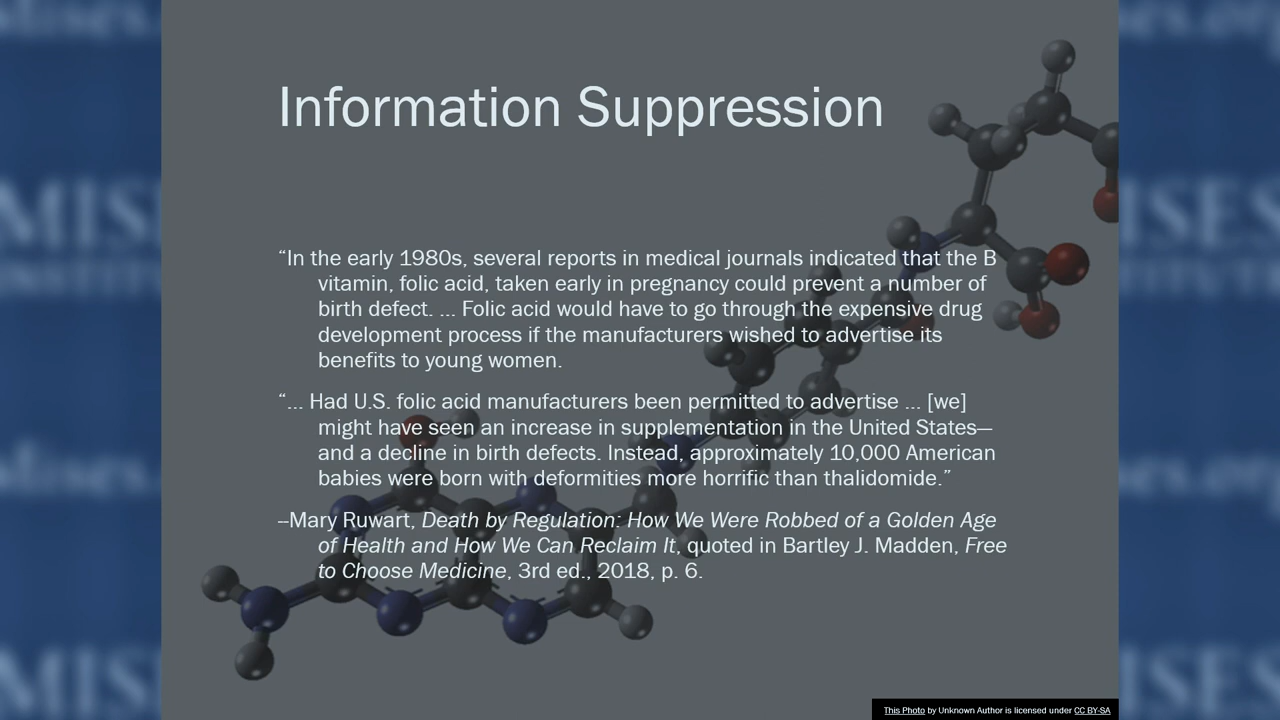 Information Suppression
“In the early 1980s, several reports in medical journals indicated that the B
vitamin, folic acid, taken early in pregnancy could prevent a number of
birth defect. ... Folic acid would have to go through the expensive drug
development process if the manufacturers wished to advertise its
benefits to young women.
“... Had U.S. folic acid manufacturers been permitted to advertise ... [we]
might have seen an increase in supplementation in the United States—
and a decline in birth defects. Instead, approximately 10,000 American
babies were born with deformities more horrific than thalidomide.”
–Mary Ruwart, Death by Regulation: How We Were Robbed of a Golden Age
of Health and How We Can Reclaim It, quoted in Bartley J. Madden, Free
to Choose Medicine, 3rd ed., 2018, p. 6.
This Photo by Unknown Author is licensed under CC BY-SA